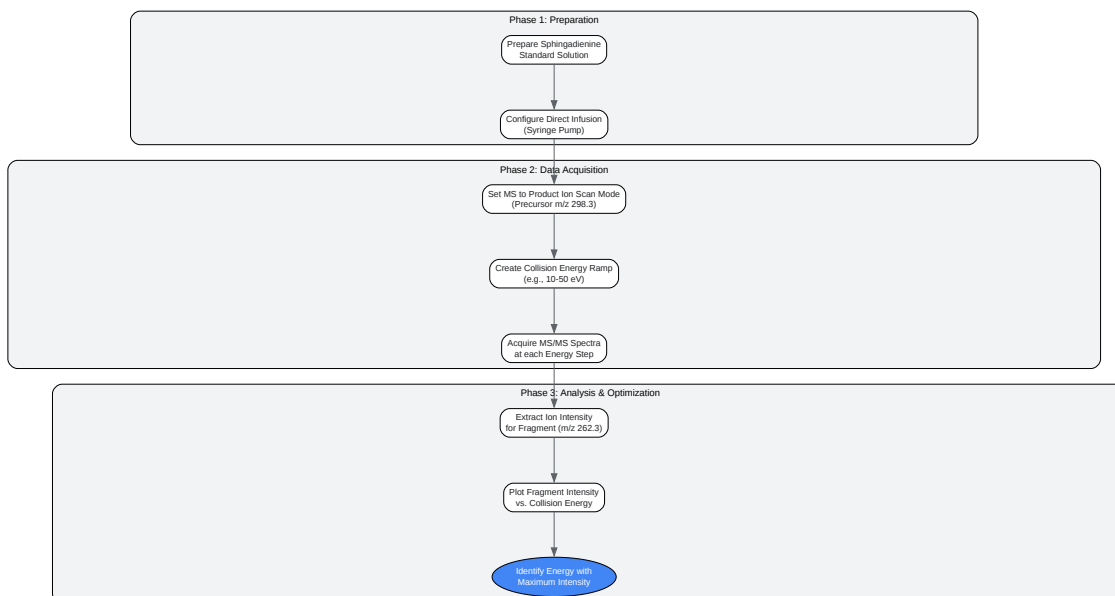 Phase 1: Preparation
Prepare Sphingadienine
Standard Solution
Configure Direct Infusion
(Syringe Pump)
Phase 2: Data Acquisition
Set MS to Product Ion Scan Mode
(Precursor m/z 298.3)
Create Collision Energy Ramp
(e.g., 10-50 eV)
Acquire MS/MS Spectra
at each Energy Step
Phase 3: Analysis & Optimization
Extract Ion Intensity
for Fragment (m/z 262.3)
Plot Fragment Intensity
vs. Collision Energy
Identify Energy with
Maximum Intensity